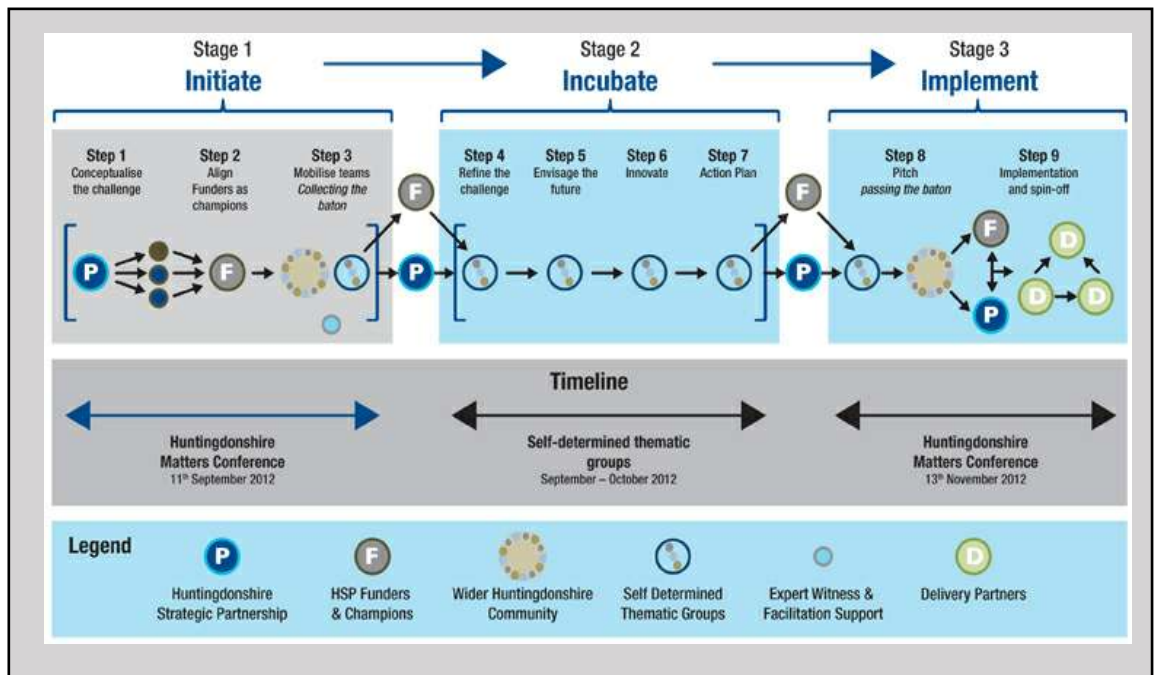 Stage 1
Initiate
Stage 2
Incubate
Stage 3
Implement
Step 1
Conceptualise
the challenge
Step 2
Align
Funders as
champions
Step 3
Mobilise teams
Collecting the
baton
Step 4
Refine the
challenge
Step 5
Envisage the
future
Step 6
Innovate
Step 7
Action Plan
Step 8
Pitch
passing the baton
Step 9
Implementation
and spin-off
P
F
F
P
F
P
F
P
D
D
D
Timeline
Huntingdonshire
Matters Conference
11th September 2012
Self-determined thematic
groups
September – October 2012
Huntingdonshire
Matters Conference
13th November 2012
Legend
P
Huntingdonshire
Strategic Partnership
F
HSP Funders
& Champions
Wider Huntingdonshire
Community
Self Determined
Thematic Groups
Expert Witness &
Facilitation Support
D
Delivery Partners